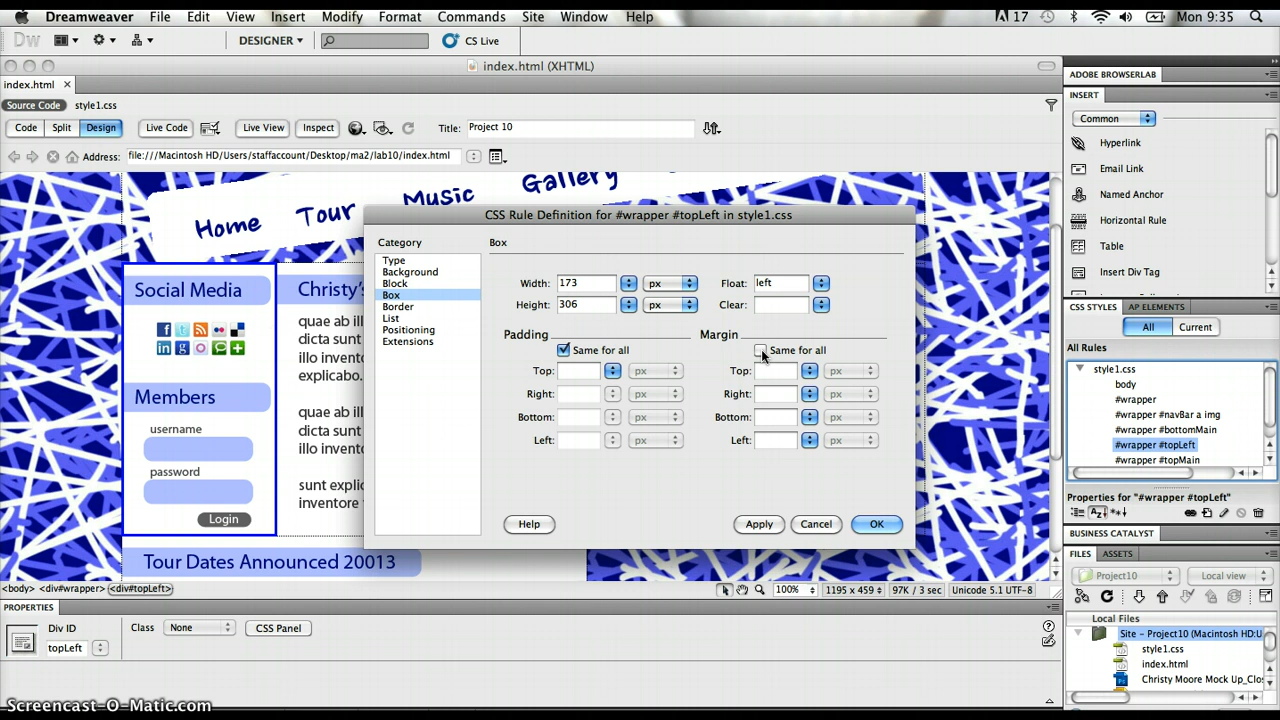 Dreamweaver File Edit View Insert Modify Format Commands Site Window Help 17 Mon 9:35
Dw DESIGNER CS Live
index.html (XHTML)
index.html
Source Code style1.css
Code Split Design Live Code Live View Inspect Title: Project 10
Address: file:///Macintosh HD/Users/staffaccount/Desktop/ma2/lab10/index.html
Home Tour Music Gallery
Social Media
Members
username
password
Login
Christy's
quae ab ill
dicta sunt
illo invento
explicabo.
quae ab ill
dicta sunt
illo invento
sunt explic
inventore
Tour Dates Announced 20013
CSS Rule Definition for #wrapper #topLeft in style1.css
Category
Type
Background
Block
Box
Border
List
Positioning
Extensions
Box
Width: 173 px Float: left
Height: 306 px Clear:
Padding Margin
Same for all Same for all
Top: px Top: px
Right: px Right: px
Bottom: px Bottom: px
Left: px Left: px
Help Apply Cancel OK
<body> <div#wrapper> <div#topLeft> 100% 1195 x 459 97K / 3 sec Unicode 5.1 UTF-8
PROPERTIES
Div ID
topLeft
Class None CSS Panel
ADOBE BROWSERLAB
INSERT
Common
Hyperlink
Email Link
Named Anchor
Horizontal Rule
Table
Insert Div Tag
CSS STYLES AP ELEMENTS
All Current
All Rules
style1.css
body
#wrapper
#wrapper #navBar a img
#wrapper #bottomMain
#wrapper #topLeft
#wrapper #topMain
Properties for "#wrapper #topLeft"
BUSINESS CATALYST
FILES ASSETS
Project10 Local view
Local Files
Site – Project10 (Macintosh HD:U
style1.css
index.html
Christy Moore Mock Up_Clos
Screencast-O-Matic.com